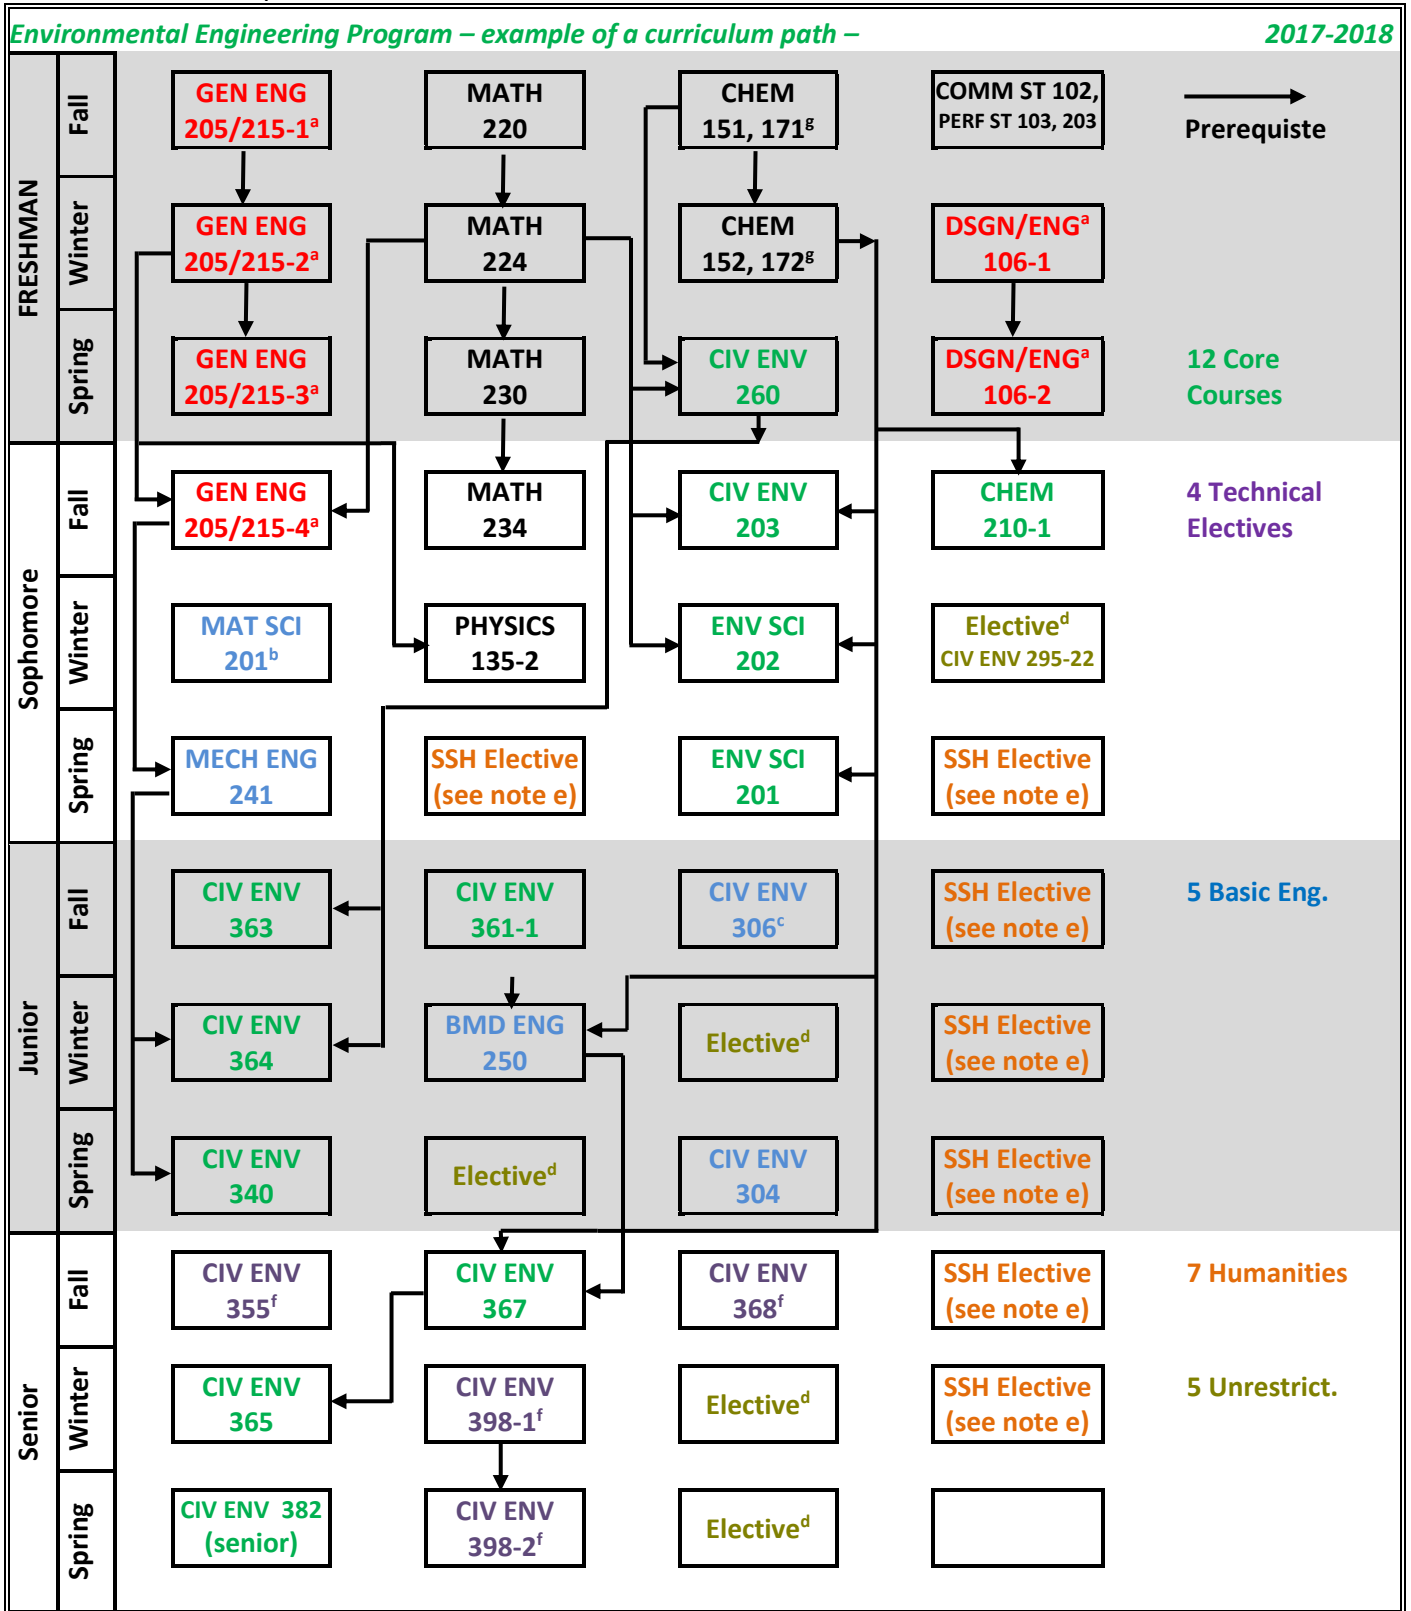 Environmental Engineering Program – example of a curriculum path –
2017-2018
FRESHMAN
Fall
GEN ENG
205/215-1a
MATH
220
CHEM
151, 171g
COMM ST 102,
PERF ST 103, 203
Prerequiste
Winter
GEN ENG
205/215-2a
MATH
224
CHEM
152, 172g
DSGN/ENGa
106-1
Spring
GEN ENG
205/215-3a
MATH
230
CIV ENV
260
DSGN/ENGa
106-2
12 Core
Courses
Sophomore
Fall
GEN ENG
205/215-4a
MATH
234
CIV ENV
203
CHEM
210-1
4 Technical
Electives
Winter
MAT SCI
201b
PHYSICS
135-2
ENV SCI
202
Electived
CIV ENV 295-22
Spring
MECH ENG
241
SSH Elective
(see note e)
ENV SCI
201
SSH Elective
(see note e)
Junior
Fall
CIV ENV
363
CIV ENV
361-1
CIV ENV
306c
SSH Elective
(see note e)
5 Basic Eng.
Winter
CIV ENV
364
BMD ENG
250
Electived
SSH Elective
(see note e)
Spring
CIV ENV
340
Electived
CIV ENV
304
SSH Elective
(see note e)
Senior
Fall
CIV ENV
355f
CIV ENV
367
CIV ENV
368f
SSH Elective
(see note e)
7 Humanities
Winter
CIV ENV
365
CIV ENV
398-1f
Electived
SSH Elective
(see note e)
5 Unrestrict.
Spring
CIV ENV  382
(senior)
CIV ENV
398-2f
Electived